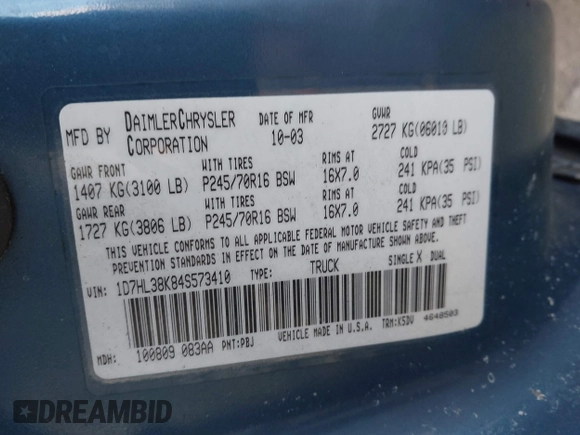 MFD BY DAIMLERCHRYSLER CORPORATION DATE OF MFR 10-03 GVWR 2727 KG(06010 LB)
GAWR FRONT WITH TIRES RIMS AT COLD
1407 KG(3100 LB) P245/70R16 BSW 16X7.0 241 KPA(35 PSI)
GAWR REAR WITH TIRES RIMS AT COLD
1727 KG(3806 LB) P245/70R16 BSW 16X7.0 241 KPA(35 PSI)
THIS VEHICLE CONFORMS TO ALL APPLICABLE FEDERAL MOTOR VEHICLE SAFETY AND THEFT
PREVENTION STANDARDS IN EFFECT ON THE DATE OF MANUFACTURE SHOWN ABOVE.
VIN: 1D7HL38K84S573410 TYPE: TRUCK SINGLE X DUAL
MDH: 100809 083AA PNT:PBJ VEHICLE MADE IN U.S.A. TRM:K5DV 4648503
DREAMBID